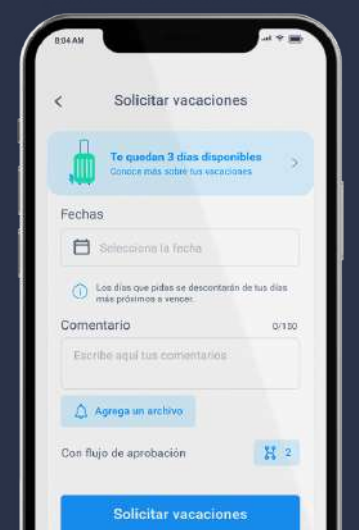 8:04 AM
Solicitar vacaciones
Te quedan 3 días disponibles
Conoce más sobre tus vacaciones
Fechas
Selecciona la fecha
Los días que pidas se descontarán de tus días
más próximos a vencer.
Comentario 0/150
Escribe aquí tus comentarios
Agrega un archivo
Con flujo de aprobación 2
Solicitar vacaciones